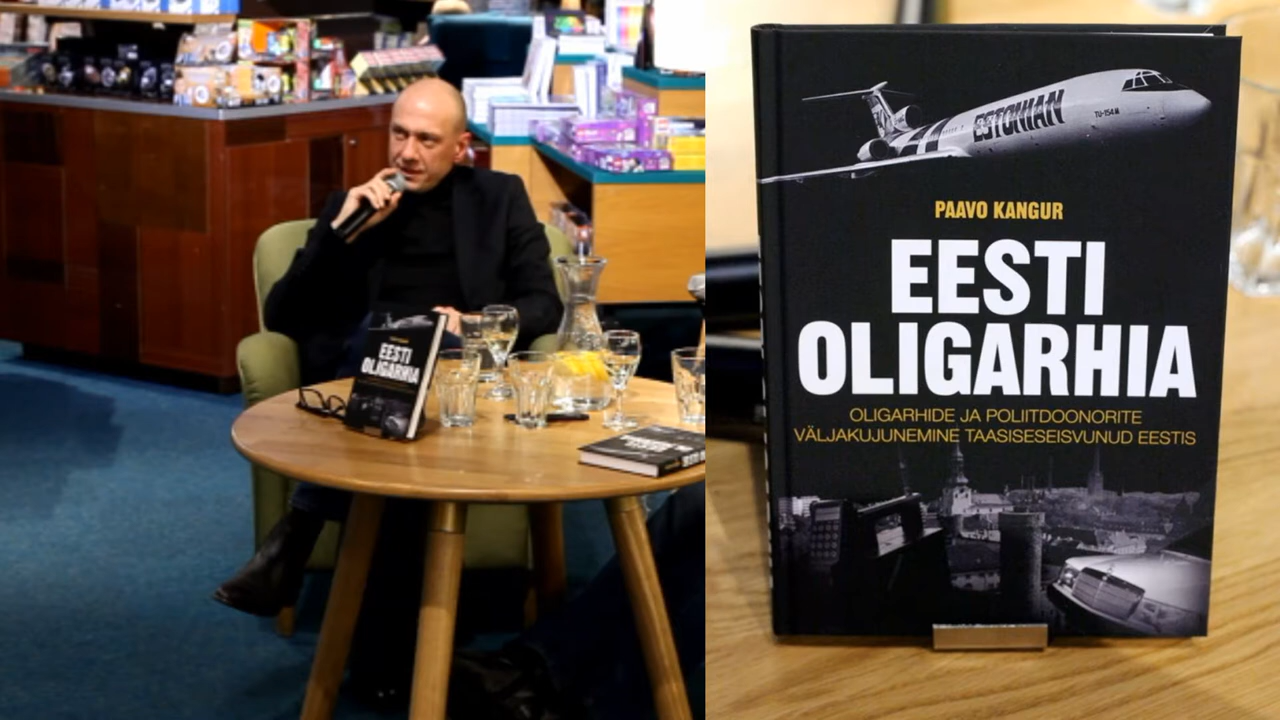 EESTI
OLIGARHIA
ESTONIAN
TU-154M
PAAVO KANGUR
EESTI
OLIGARHIA
OLIGARHIDE JA POLIITDOONORITE
VÄLJAKUJUNEMINE TAASISESEISVUNUD EESTIS